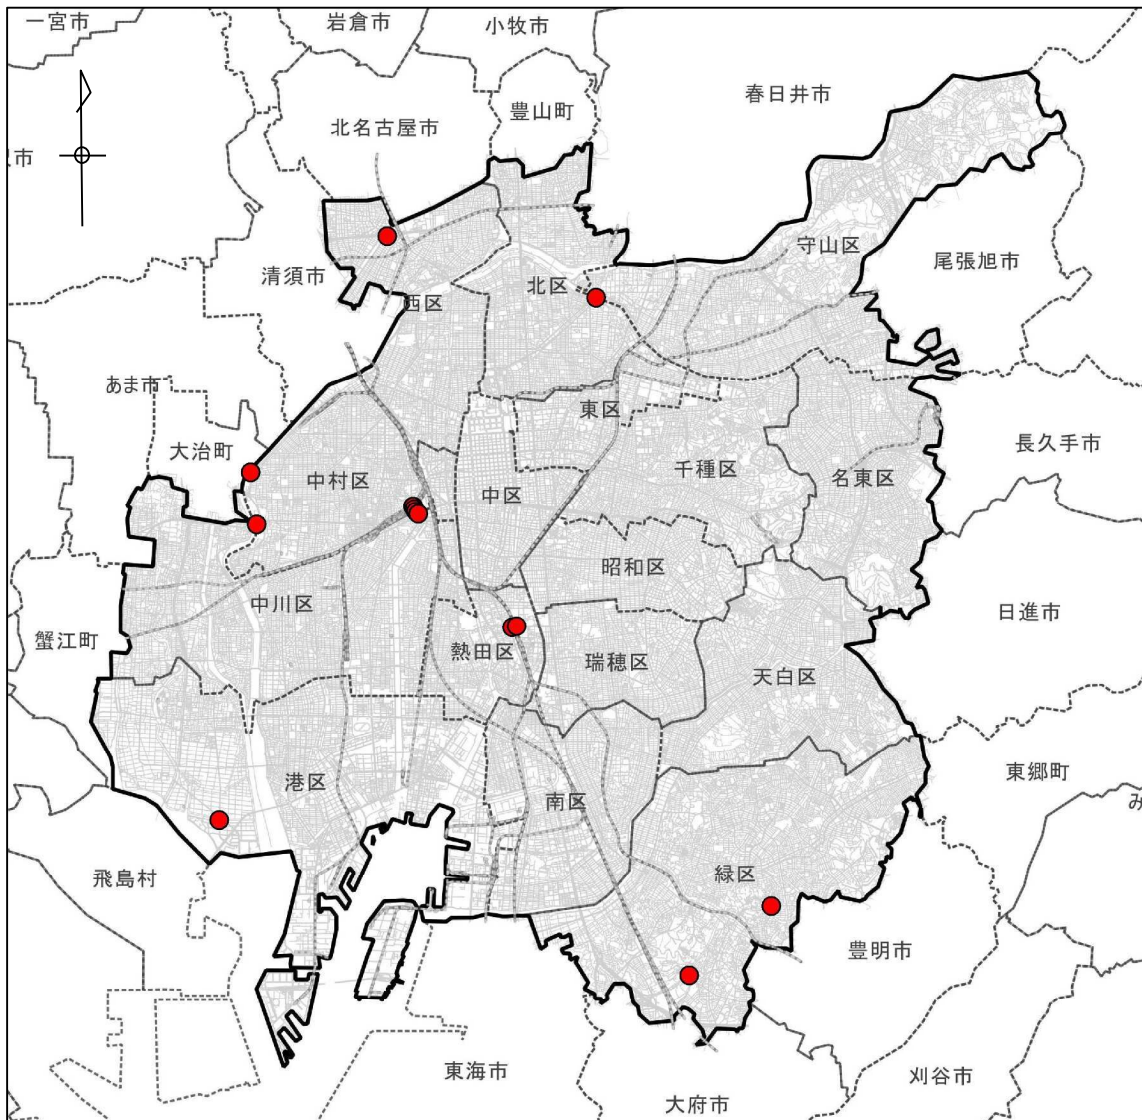 一宮市
岩倉市
小牧市
春日井市
豊山町
北名古屋市
市
守山区
尾張旭市
清須市
北区
西区
あま市
東区
長久手市
大治町
千種区
名東区
中村区
中区
昭和区
中川区
日進市
蟹江町
熱田区
瑞穂区
天白区
東郷町
港区
南区
み
緑区
飛島村
豊明市
東海市
刈谷市
大府市